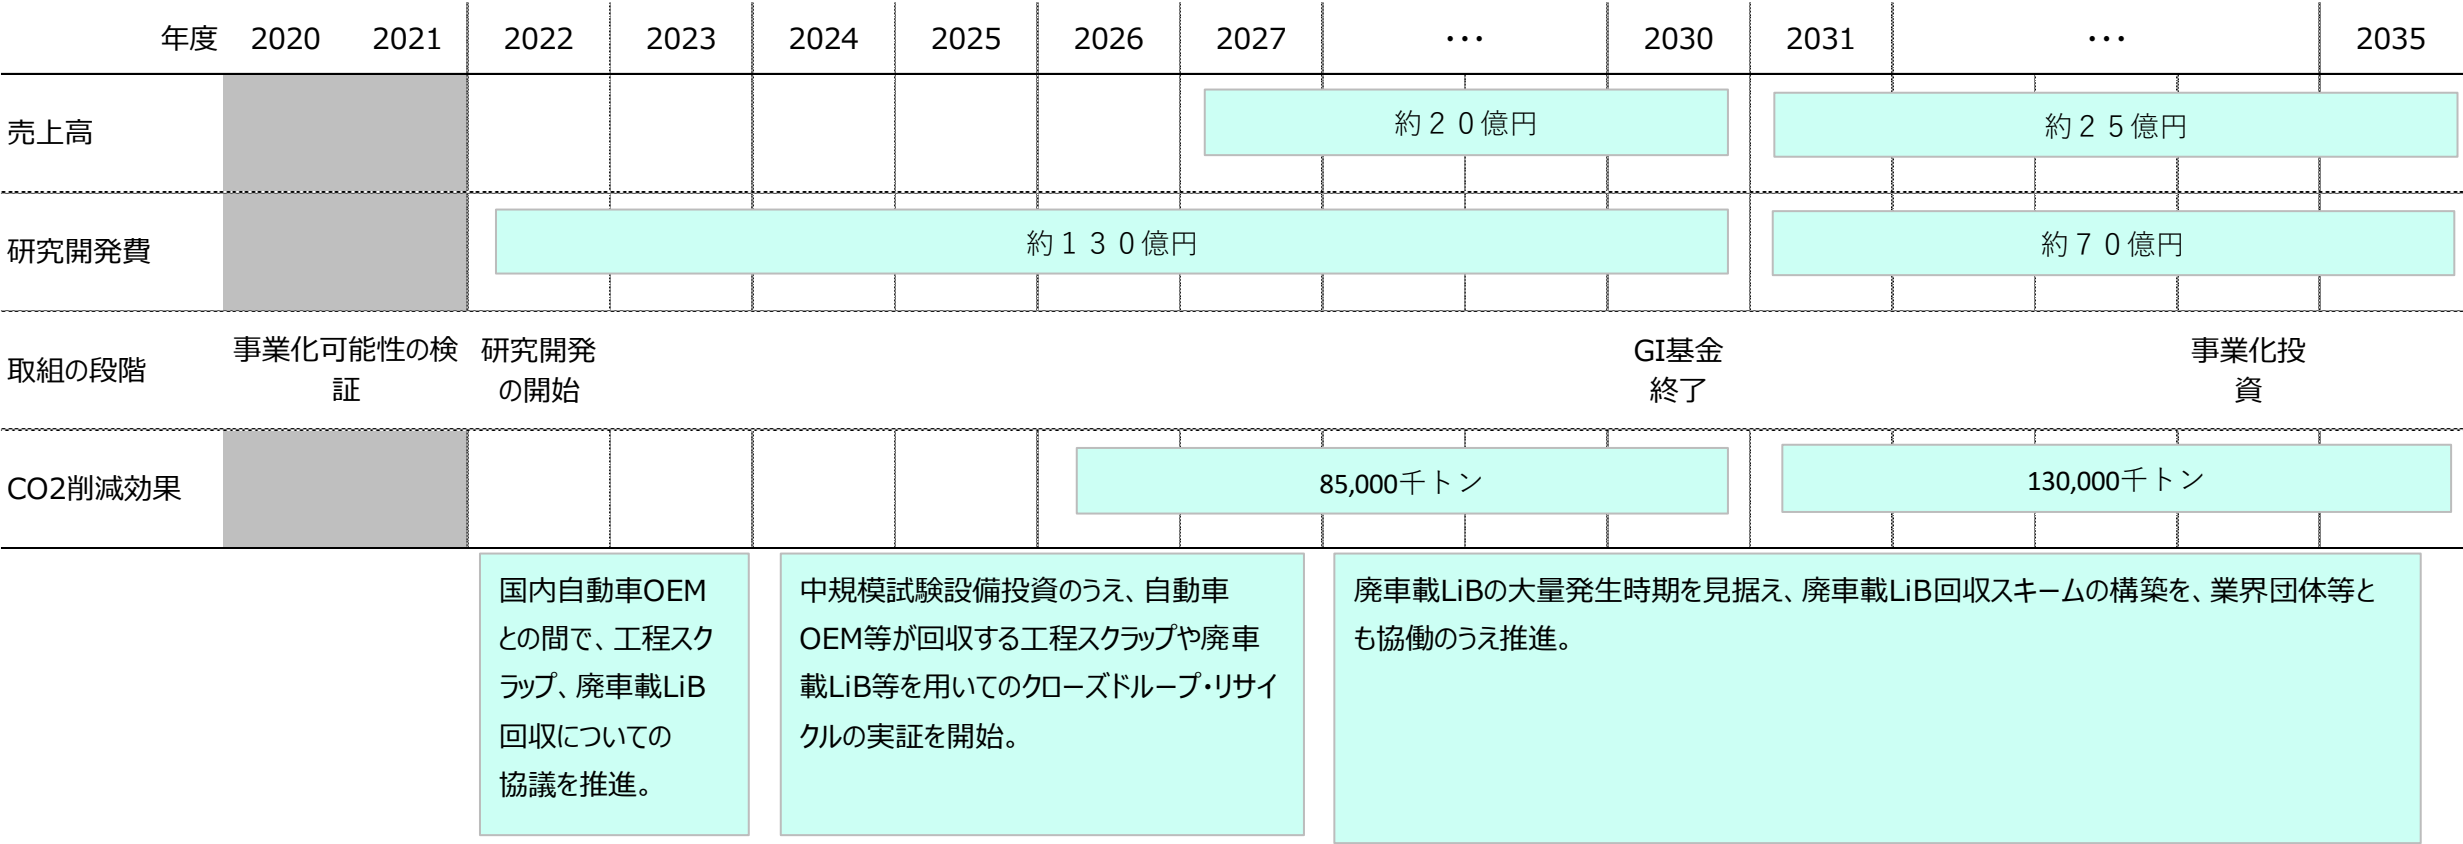 年度 2020 2021 2022 2023 2024 2025 2026 2027 ・・・ 2030 2031 ・・・ 2035
売上高 約２０億円 約２５億円
研究開発費 約１３０億円 約７０億円
取組の段階
事業化可能性の検
証
研究開発
の開始
GI基金
終了
事業化投
資
CO2削減効果 85,000千トン 130,000千トン
国内自動車OEM
との間で、工程スク
ラップ、廃車載LiB
回収についての
協議を推進。
中規模試験設備投資のうえ、自動車
OEM等が回収する工程スクラップや廃車
載LiB等を用いてのクローズドループ・リサイ
クルの実証を開始。
廃車載LiBの大量発生時期を見据え、廃車載LiB回収スキームの構築を、業界団体等と
も協働のうえ推進。